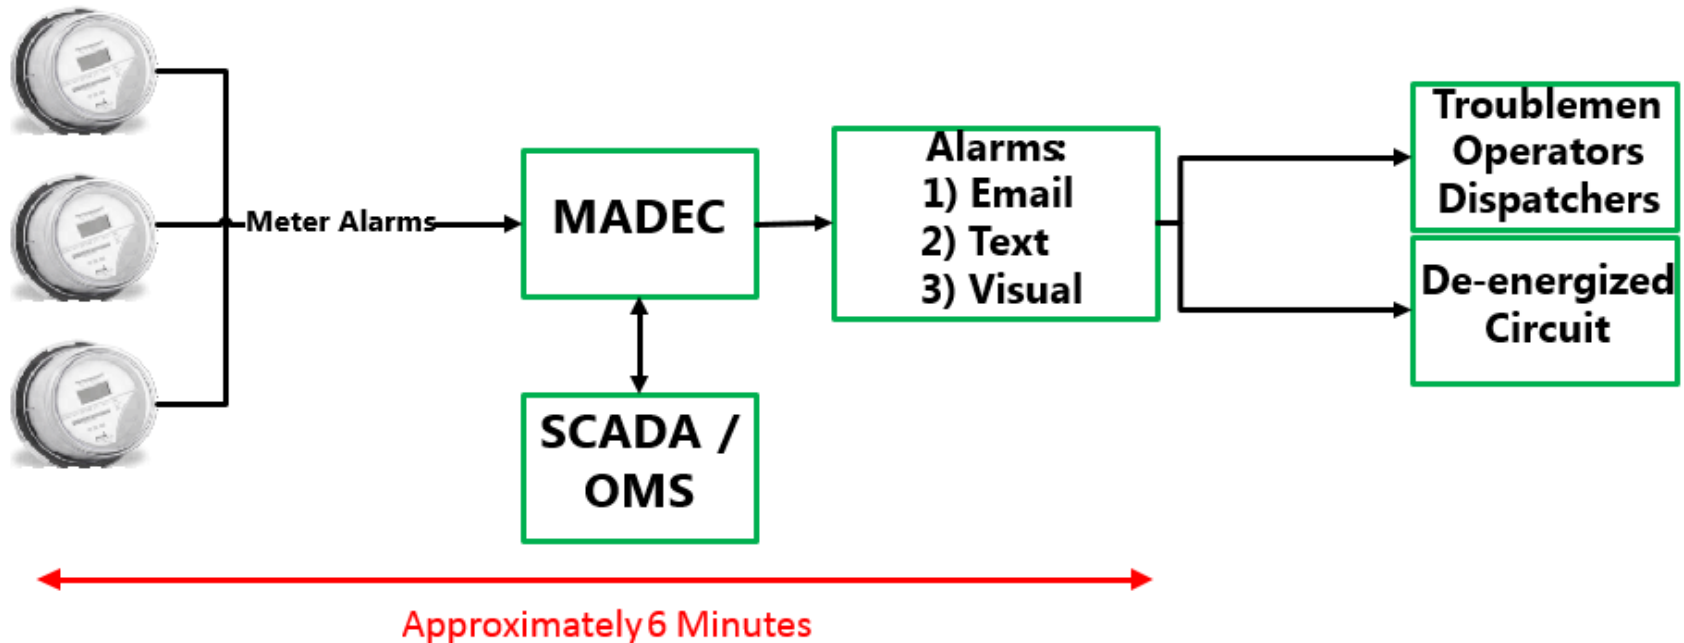 Meter Alarms
MADEC
SCADA /
OMS
Alarms:
1) Email
2) Text
3) Visual
Troublemen
Operators
Dispatchers
De-energized
Circuit
Approximately 6 Minutes